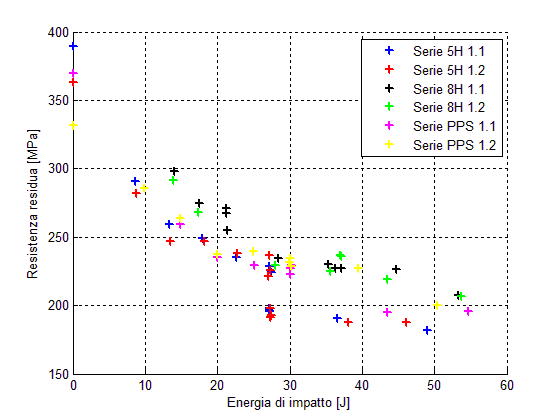 400
350
300
250
200
150
0
10
20
30
40
50
60
Resistenza residua [MPa]
Energia di impatto [J]
Serie 5H 1.1
Serie 5H 1.2
Serie 8H 1.1
Serie 8H 1.2
Serie PPS 1.1
Serie PPS 1.2